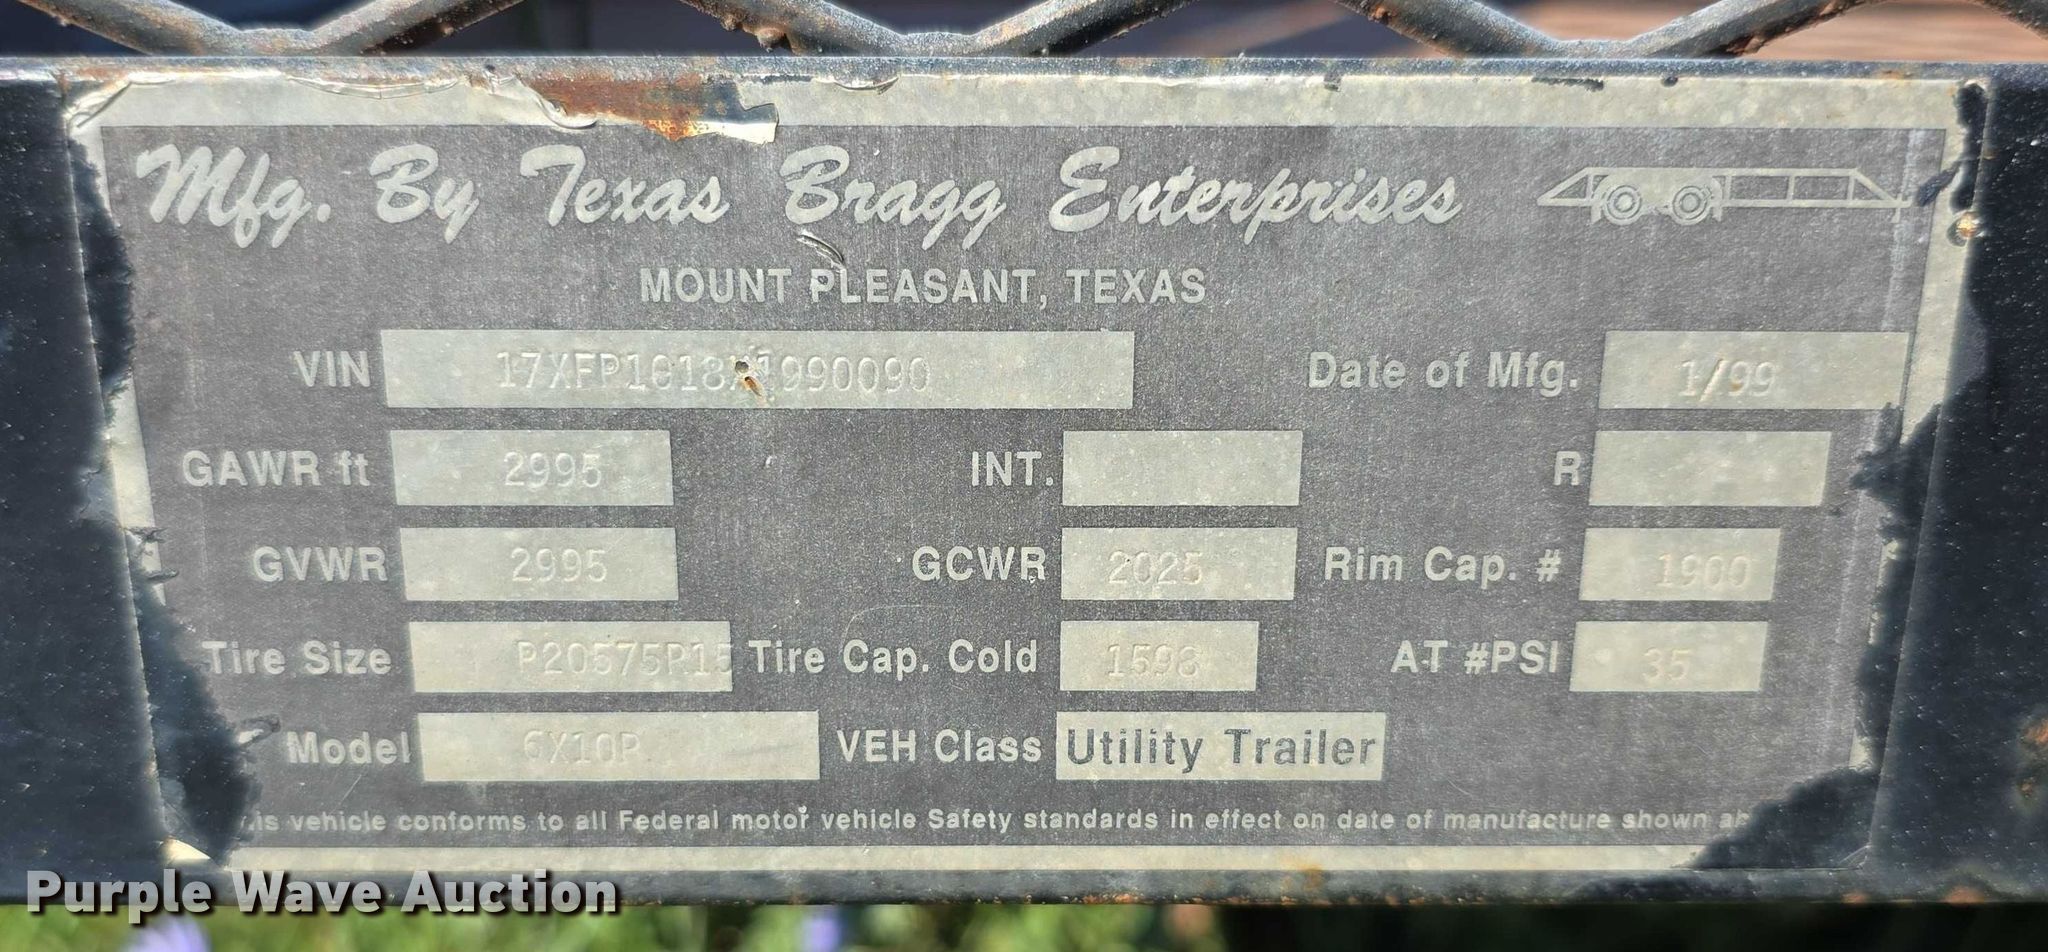 Mfg. By Texas Bragg Enterprises
MOUNT PLEASANT, TEXAS
VIN 17XFP1018X1990090 Date of Mfg. 1/99
GAWR ft 2995 INT. R -
GVWR 2995 GCWR 2025 Rim Cap. # 1900
Tire Size P20575R15 Tire Cap. Cold 1598 AT #PSI 35
Model 6X10P VEH Class Utility Trailer
is vehicle conforms to all Federal motor vehicle Safety standards in effect on date of manufacture shown
Purple Wave Auction